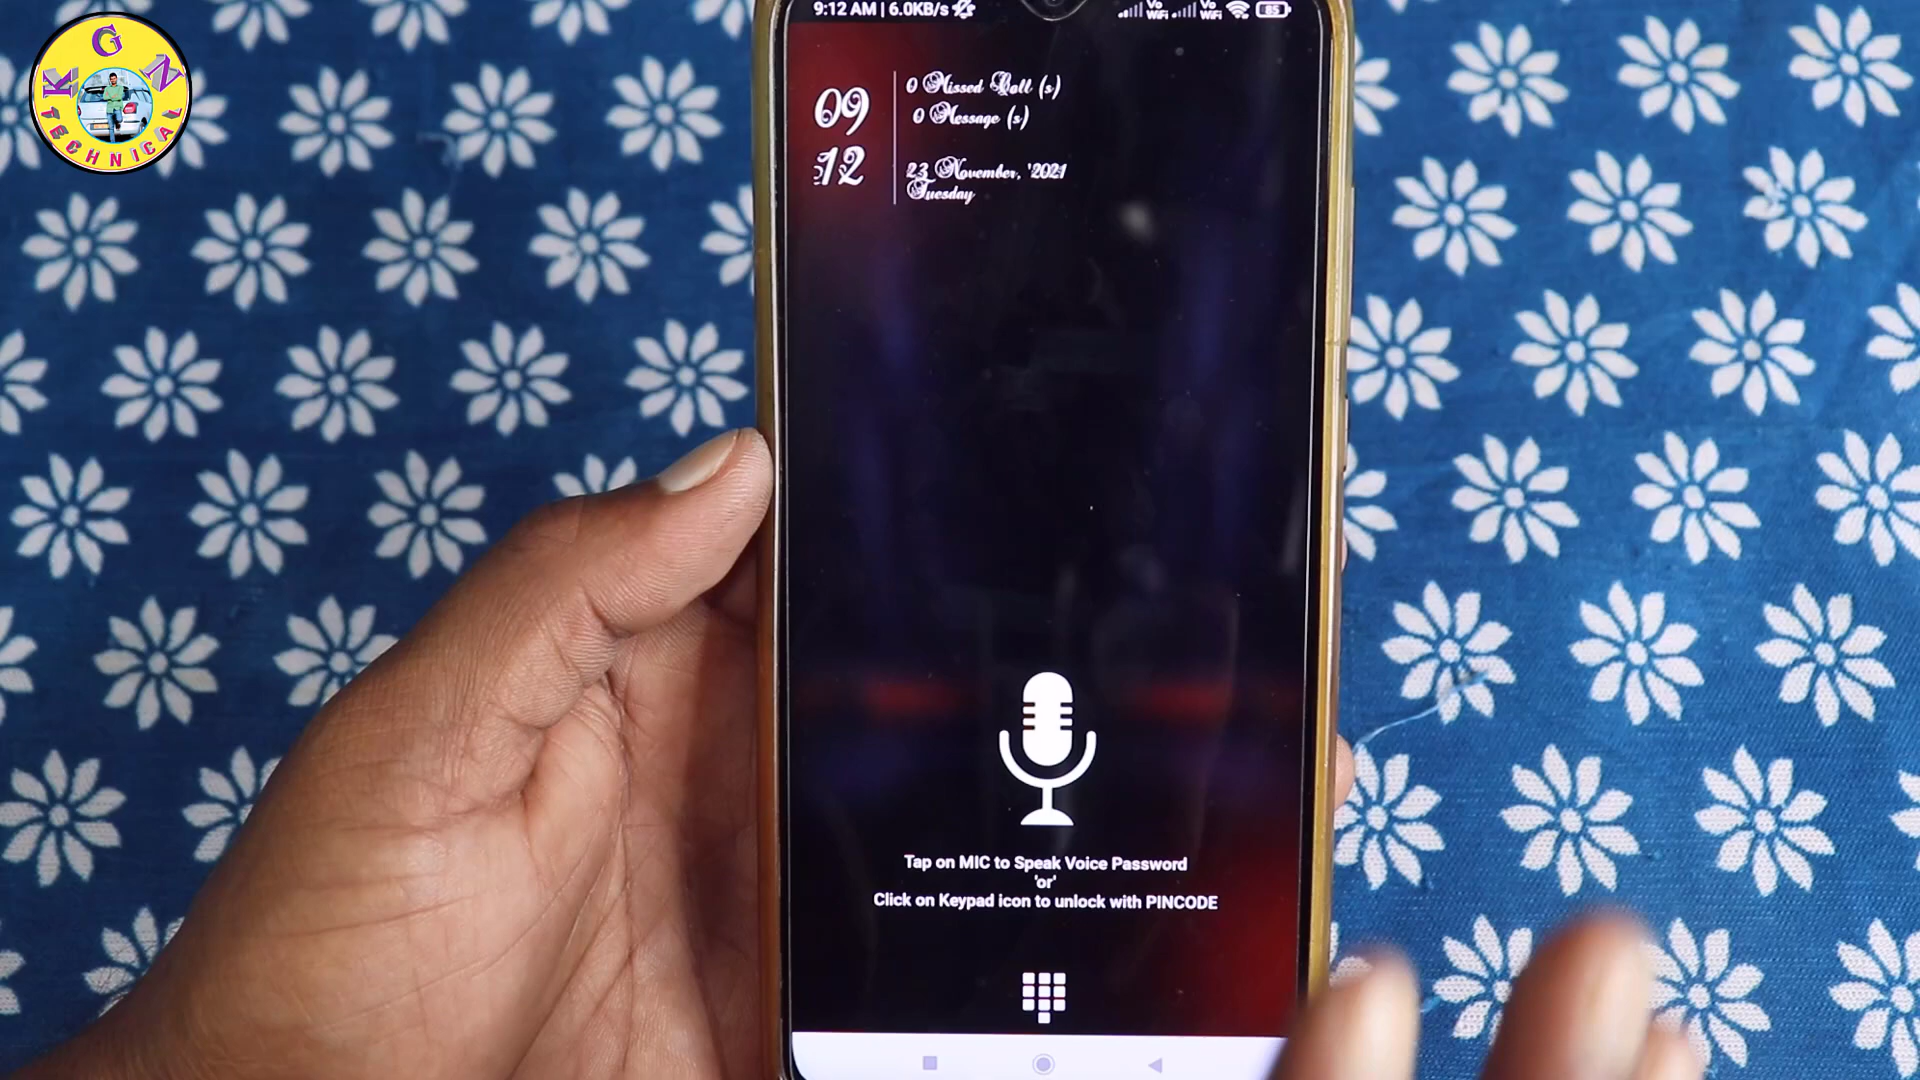 KGN
TECHNICAL
9:12 AM | 6.0KB/s
Vo WiFi Vo WiFi 85
09
12
0 Missed Call (s)
0 Message (s)
23 November, '2021
Tuesday
Tap on MIC to Speak Voice Password
'or'
Click on Keypad icon to unlock with PINCODE